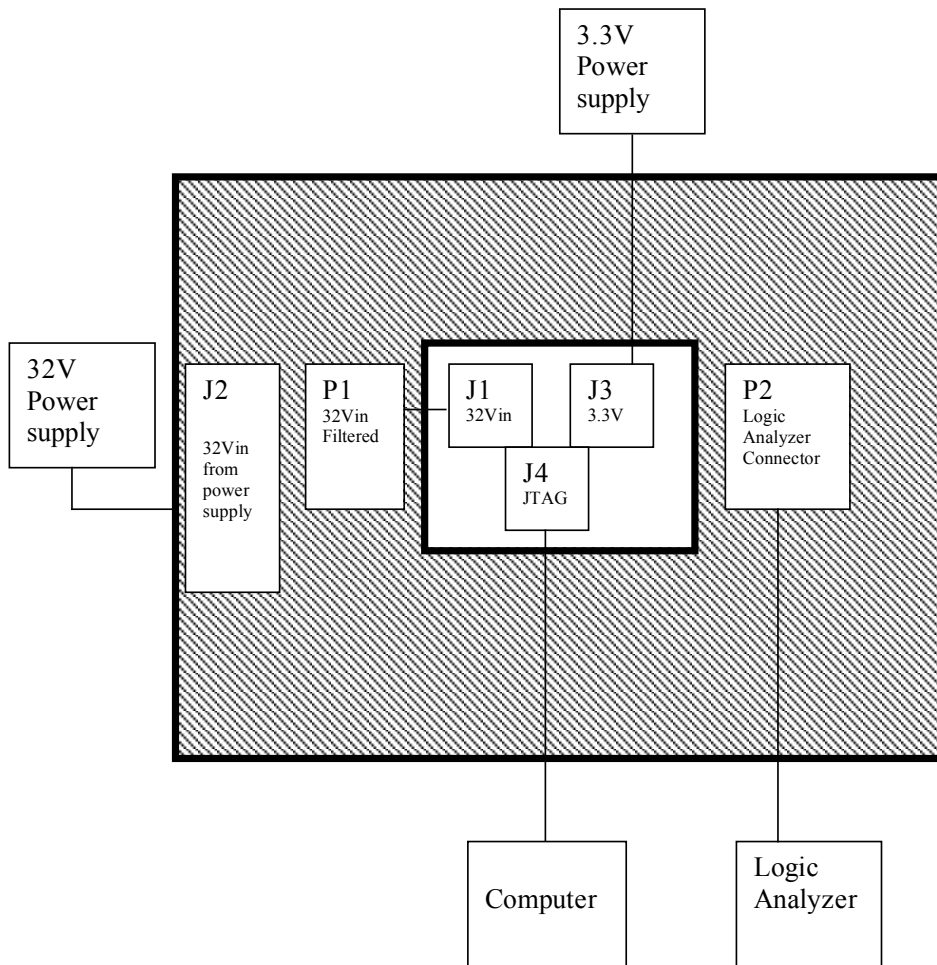 3.3V
Power
supply
32V
Power
supply
J2
32Vin
from
power
supply
P1
32Vin
Filtered
J1
32Vin
J3
3.3V
J4
JTAG
P2
Logic
Analyzer
Connector
Computer
Logic
Analyzer